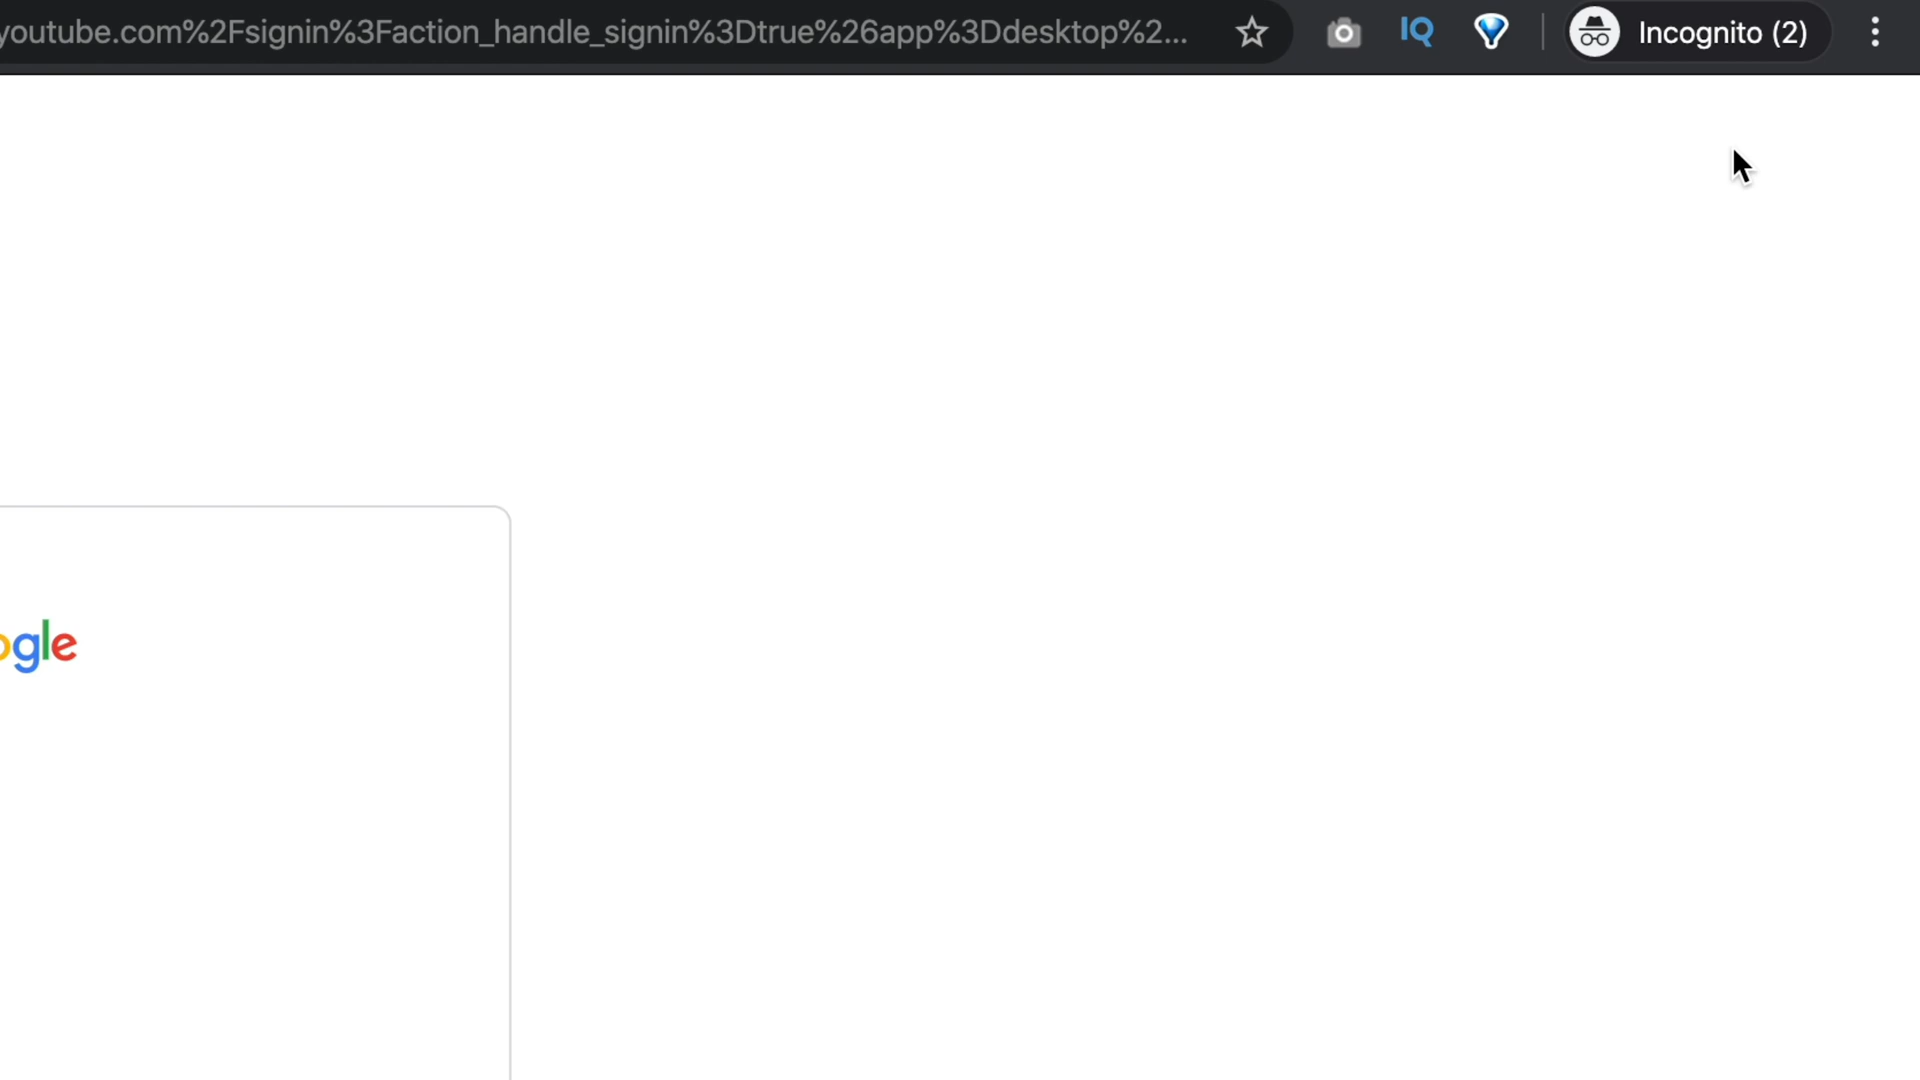 youtube.com%2Fsignin%3Faction_handle_signin%3Dtrue%26app%3Ddesktop%2...
IQ
Incognito (2)
ogle